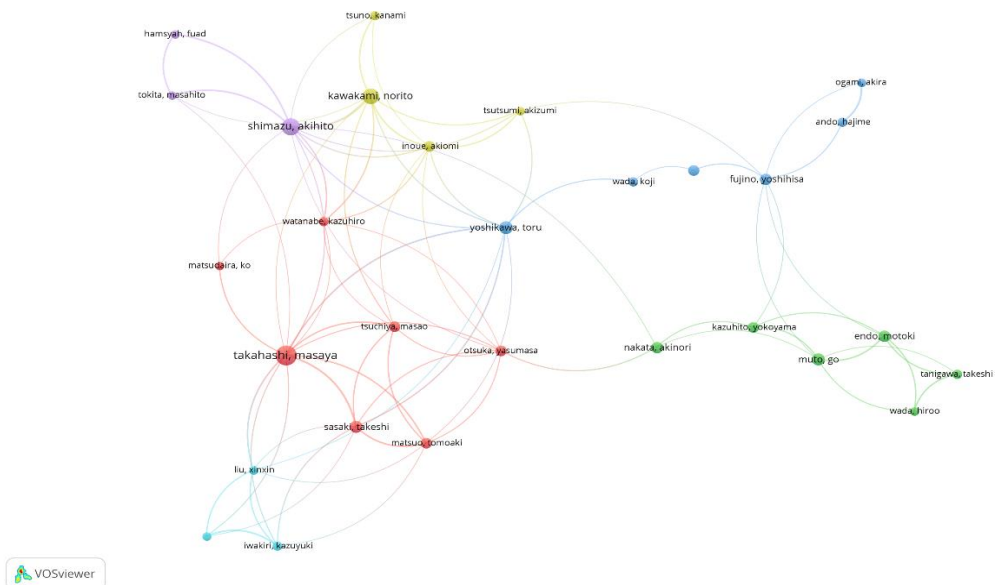 tsuno, kanami
hamsyah, fuad
ogami, akira
tokita, masahito
kawakami, norito
tsutsumi, akizumi
ando, hajime
shimazu, akihito
inoue, akiomi
wada, koji
fujino, yoshihisa
watanabe, kazuhiro
yoshikawa, toru
matsudaira, ko
tsuchiya, masao
kazuhito, yokoyama
endo, motoki
takahashi, masaya
otsuka, yasumasa
nakata, akinori
muto, go
tanigawa, takeshi
wada, hiroo
sasaki, takeshi
matsuo, tomoaki
liu, xinxin
iwakiri, kazuyuki
VOSviewer